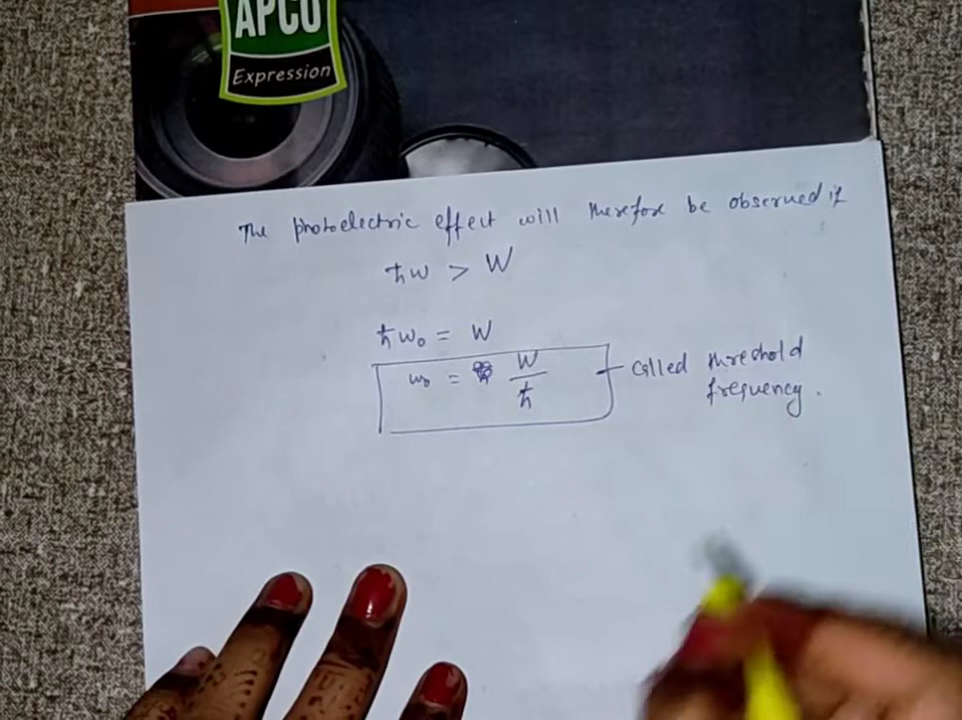 APCO
Expression
The photoelectric effect will therefore be observed if
ħω > W
ħω₀ = W
ω₀ = W/ħ — called threshold
frequency.